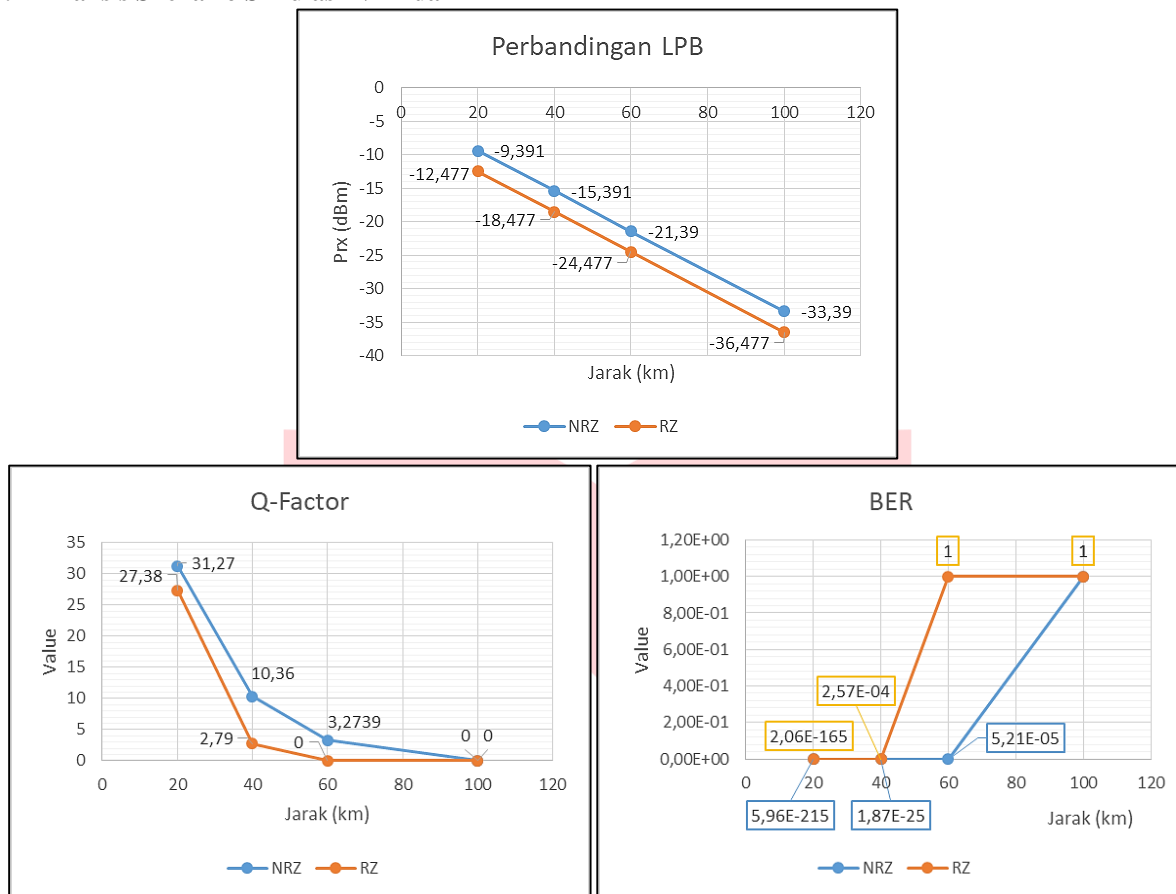 Perbandingan LPB
0
0 20 40 60 80 100 120
-5
-10
-15
-20
-25
-30
-35
-40
Prx (dBm)
-9,391
-12,477
-15,391
-18,477
-21,39
-24,477
-33,39
-36,477
Jarak (km)
NRZ RZ
Q-Factor
35
30
25
20
15
10
5
0
Value
31,27
27,38
10,36
2,79
3,2739
0
0 0
0 20 40 60 80 100 120
Jarak (km)
NRZ RZ
BER
1,20E+00
1,00E+00
8,00E-01
6,00E-01
4,00E-01
2,00E-01
0,00E+00
Value
1 1
2,57E-04
2,06E-165
5,21E-05
0 20 40 60 80 100 120
5,96E-215
1,87E-25
Jarak (km)
NRZ RZ